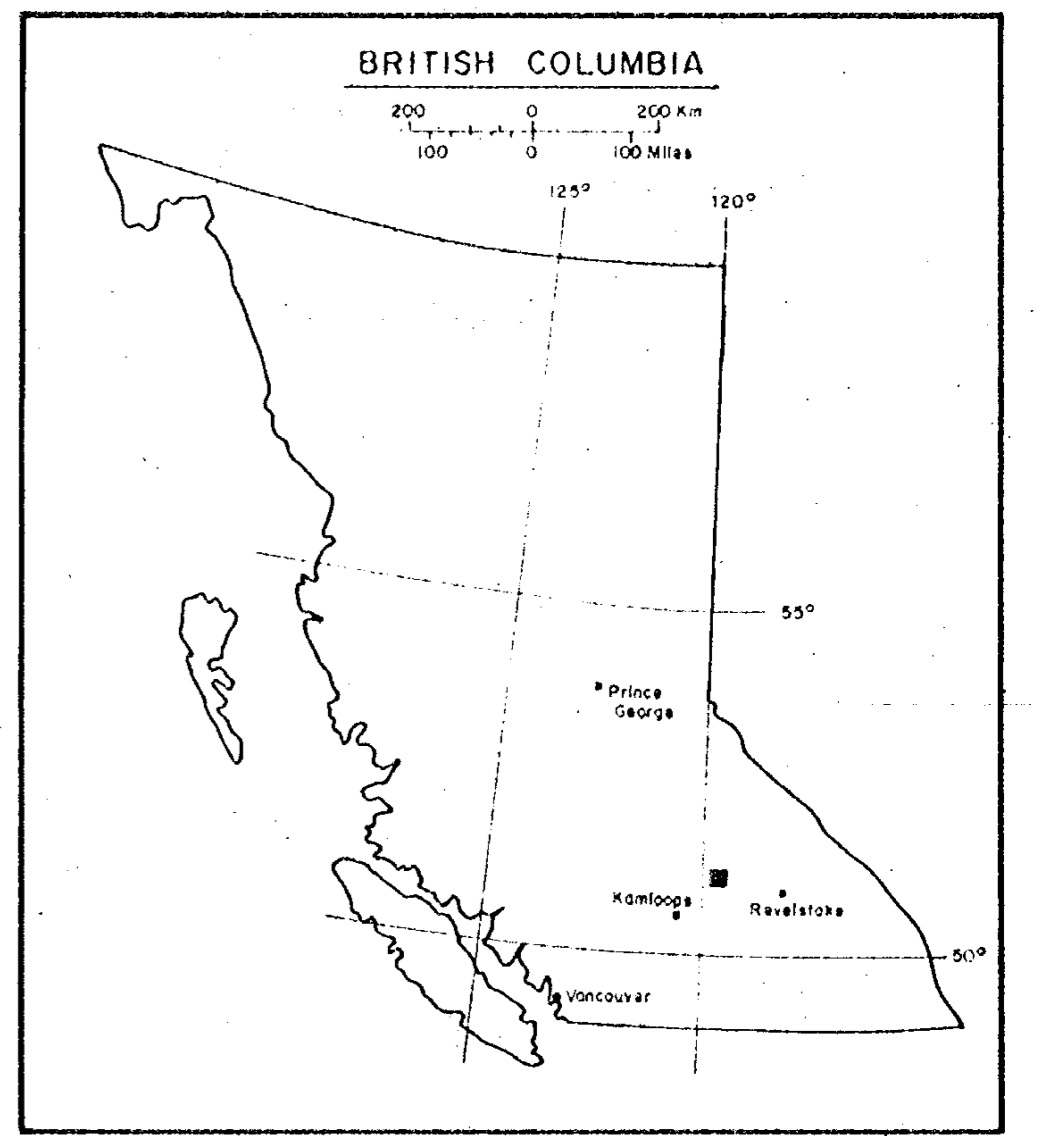 BRITISH COLUMBIA
200 0 200 Km
100 0 100 Miles
125°
120°
55°
Prince
George
Kamloops
Revelstoke
50°
Vancouver